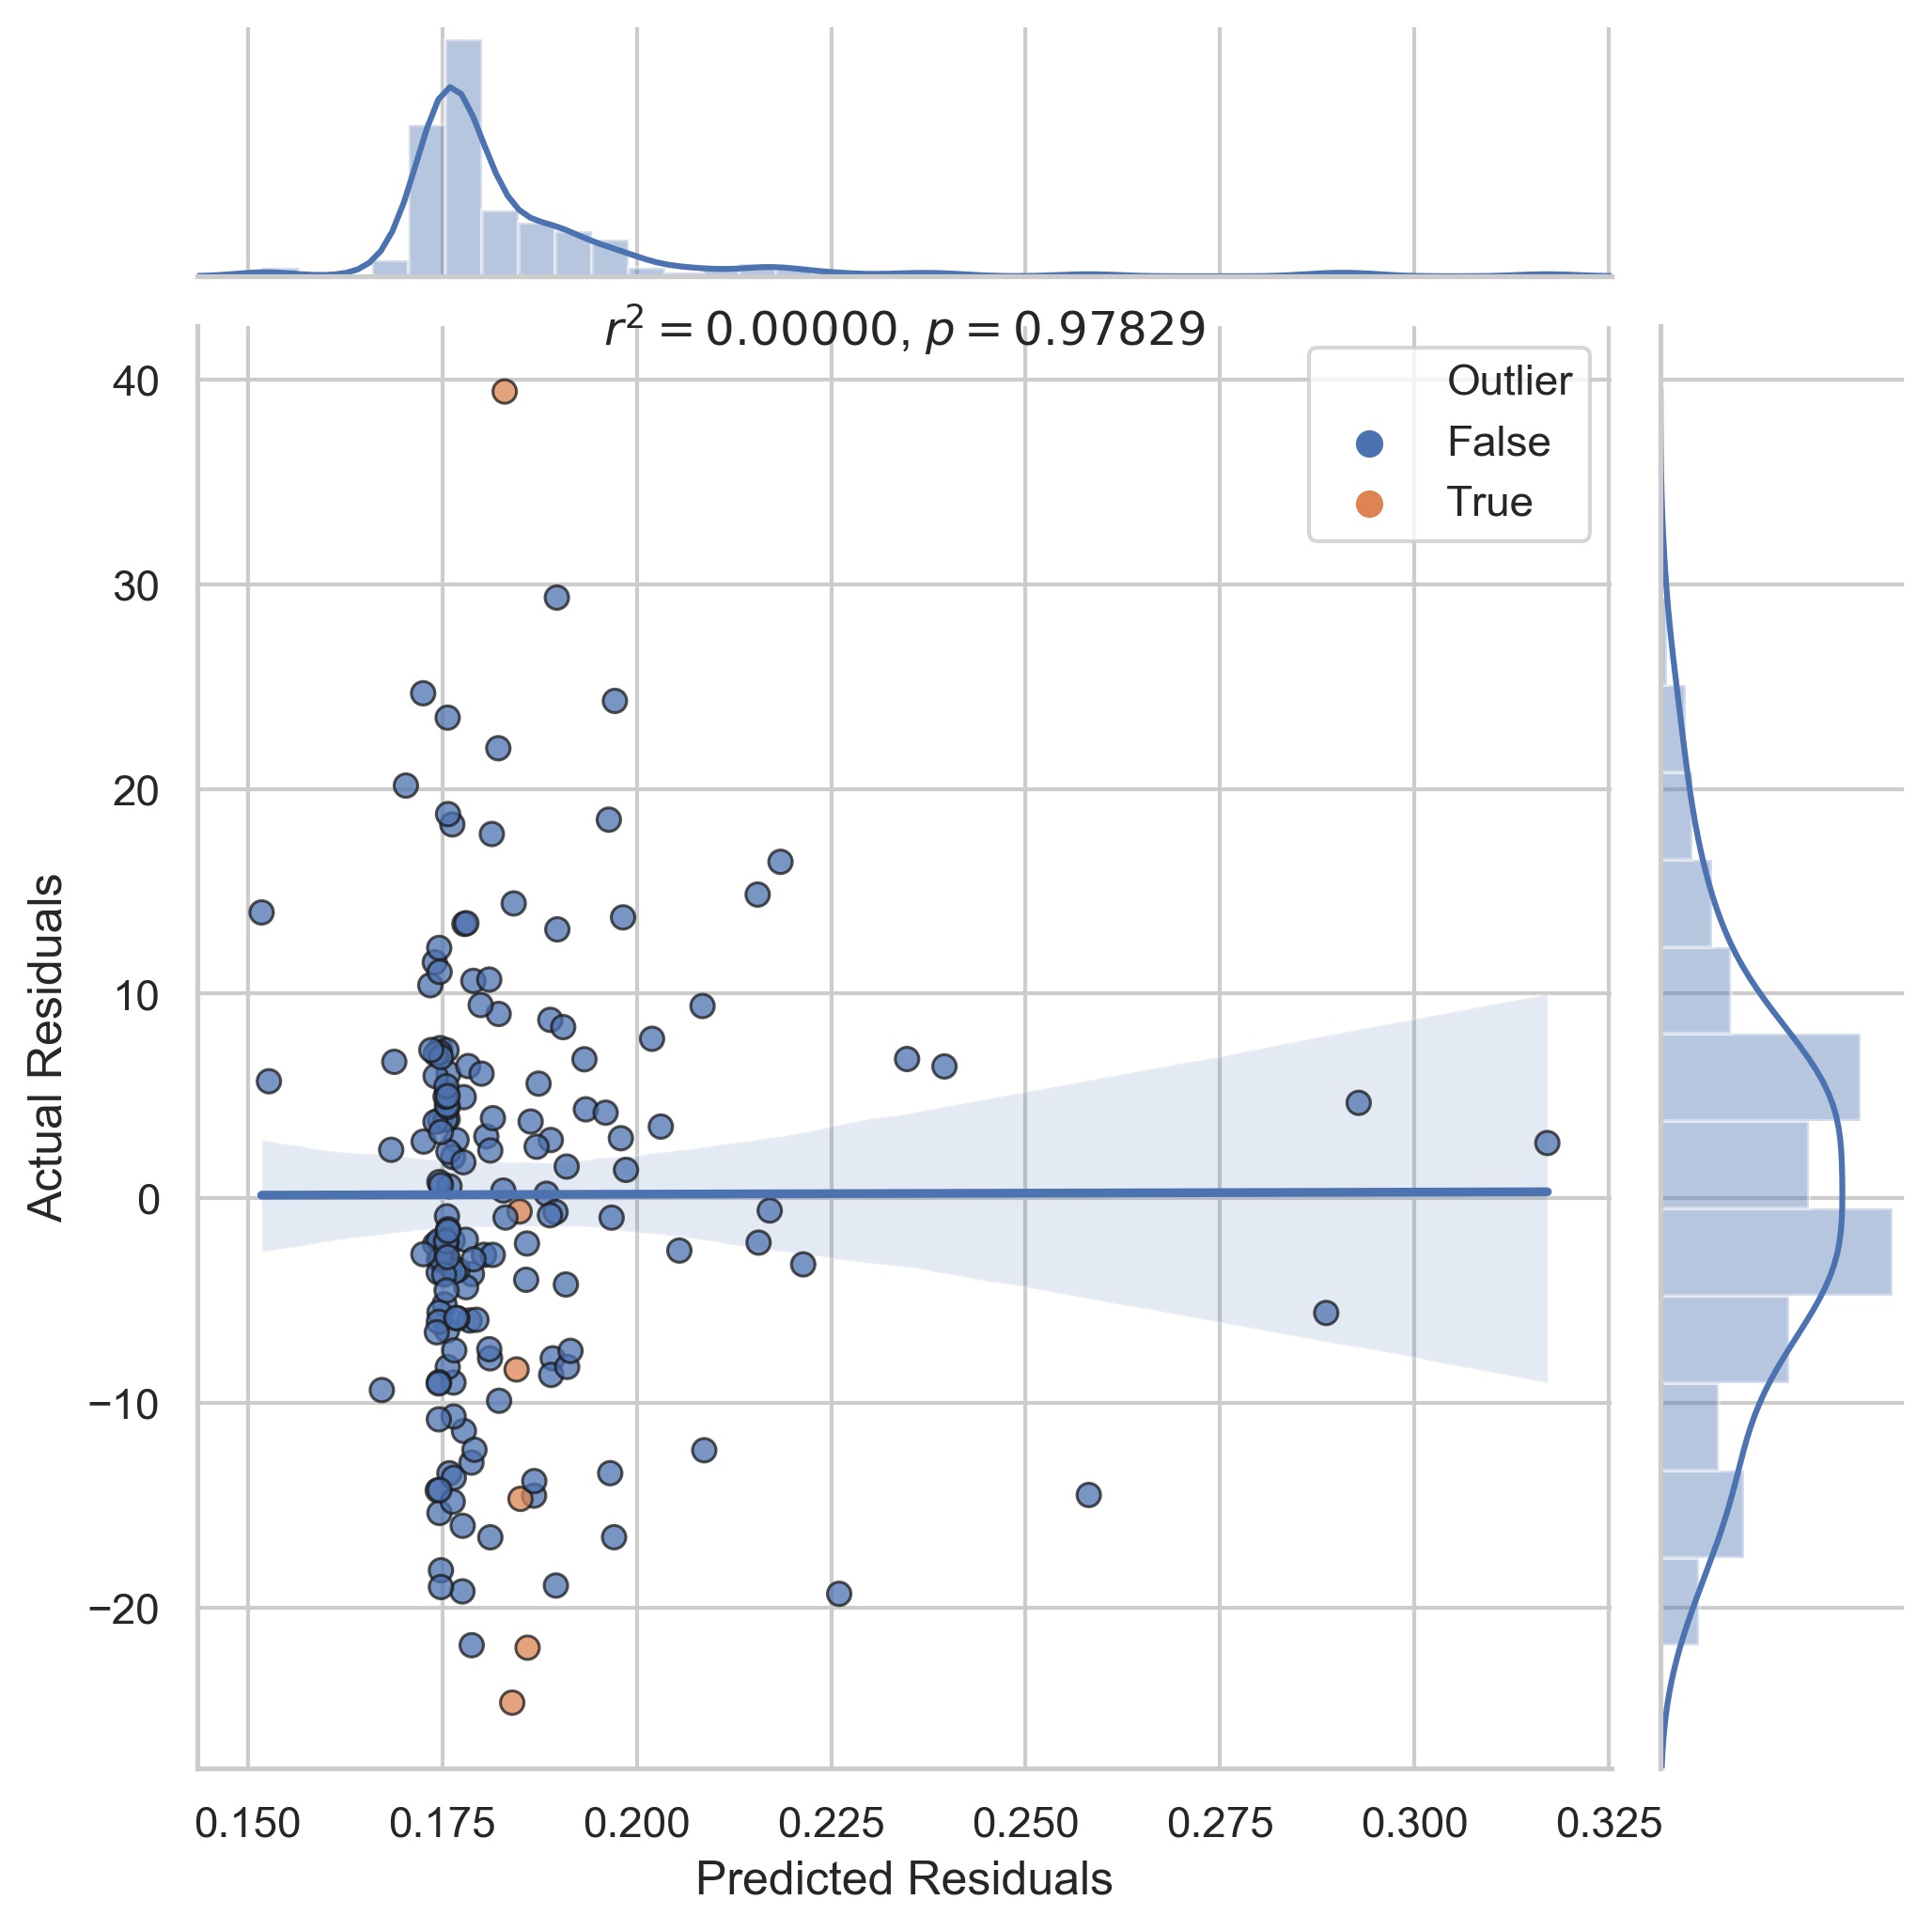 r² = 0.00000, p = 0.97829
Outlier
False
True
40
30
20
10
0
−10
−20
Actual Residuals
0.150 0.175 0.200 0.225 0.250 0.275 0.300 0.325
Predicted Residuals